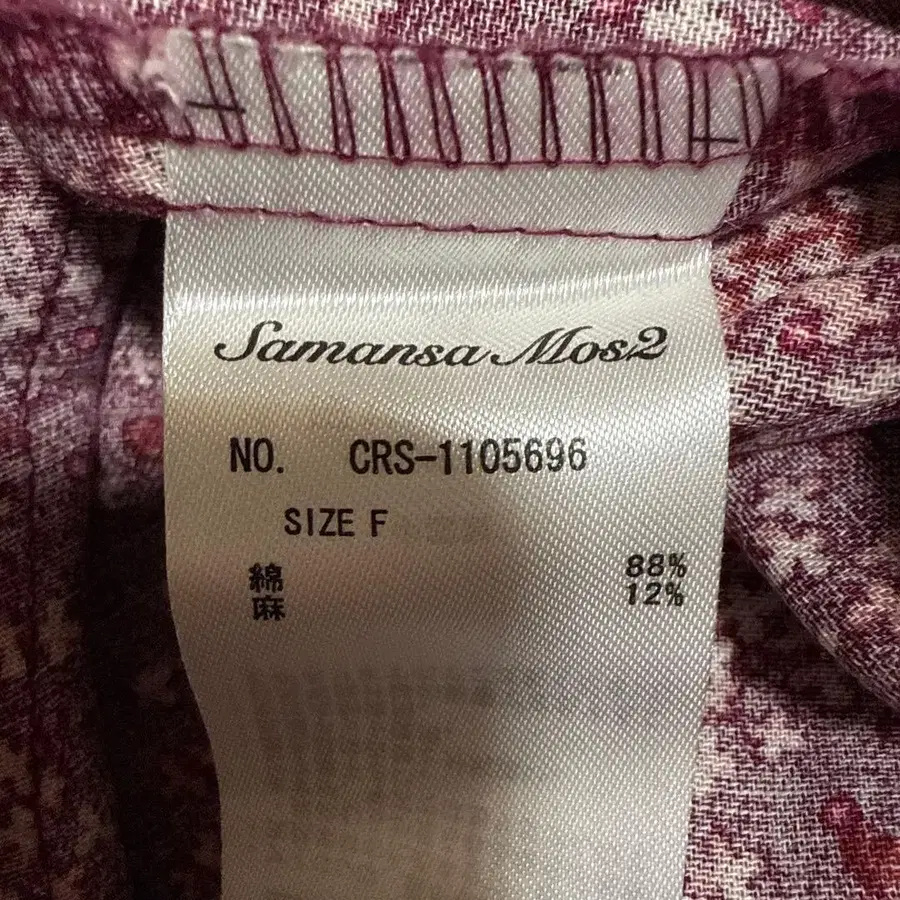 Samansa Mos2
NO. CRS-1105696
SIZE F
綿 88%
麻 12%